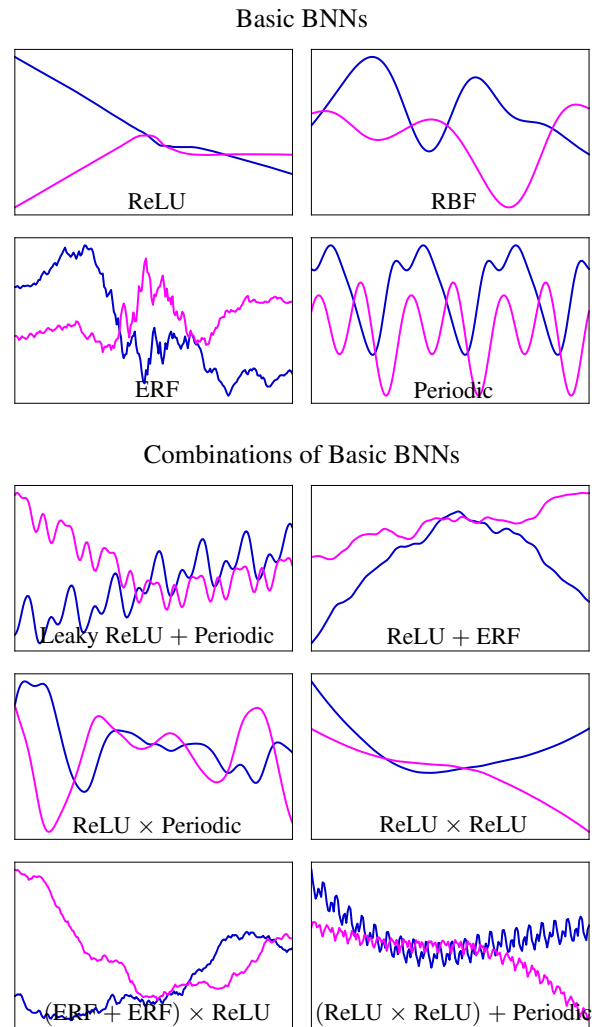 Basic BNNs
ReLU
RBF
ERF
Periodic
Combinations of Basic BNNs
Leaky ReLU + Periodic
ReLU + ERF
ReLU × Periodic
ReLU × ReLU
(ERF + ERF) × ReLU
(ReLU × ReLU) + Periodic